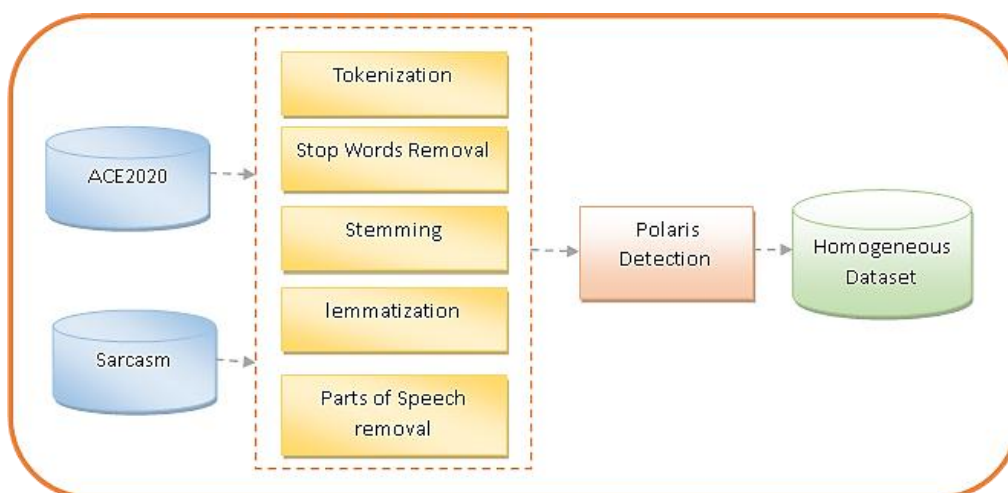 ACE2020
Sarcasm
Tokenization
Stop Words Removal
Stemming
lemmatization
Parts of Speech
removal
Polaris
Detection
Homogeneous
Dataset